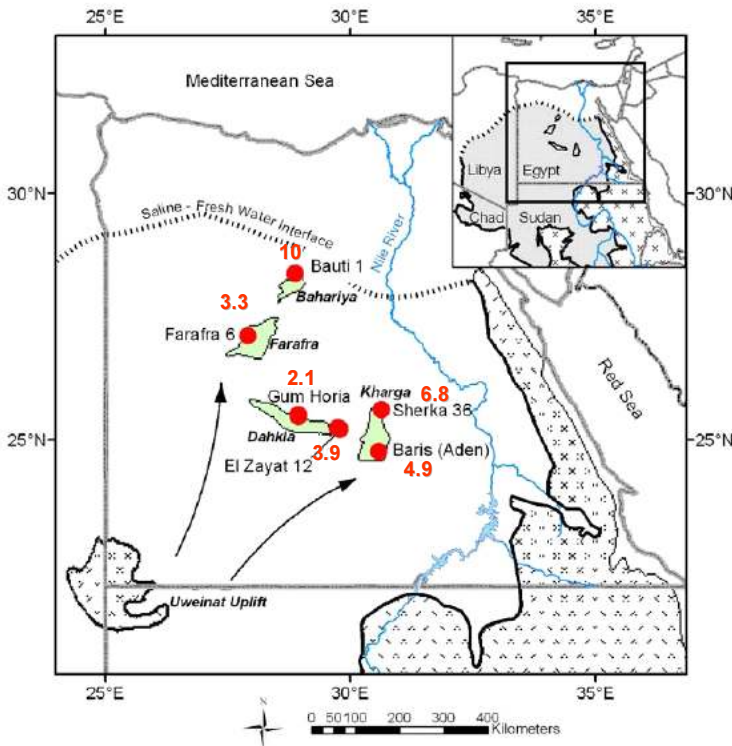 25°E
30°E
35°E
Mediterranean Sea
Libya
Egypt
Chad
Sudan
30°N
30°N
Saline - Fresh Water Interface
Nile River
10
Bauti 1
Bahariya
3.3
Farafra 6
Farafra
Red Sea
2.1
Gum Horia
Kharga
6.8
Sherka 36
25°N
25°N
Dahkla
Baris (Aden)
El Zayat 12
3.9
4.9
Uweinat Uplift
25°E
30°E
35°E
N
0 50 100 200 300 400
Kilometers